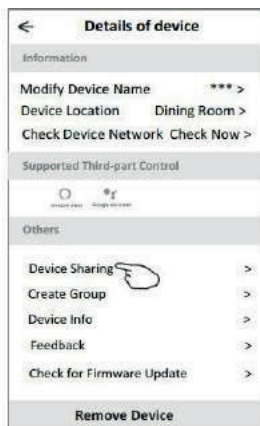 ← Details of device
Information
Modify Device Name *** >
Device Location Dining Room >
Check Device Network Check Now >
Supported Third-part Control
Others
Device Sharing >
Create Group >
Device Info >
Feedback >
Check for Firmware Update >
Remove Device